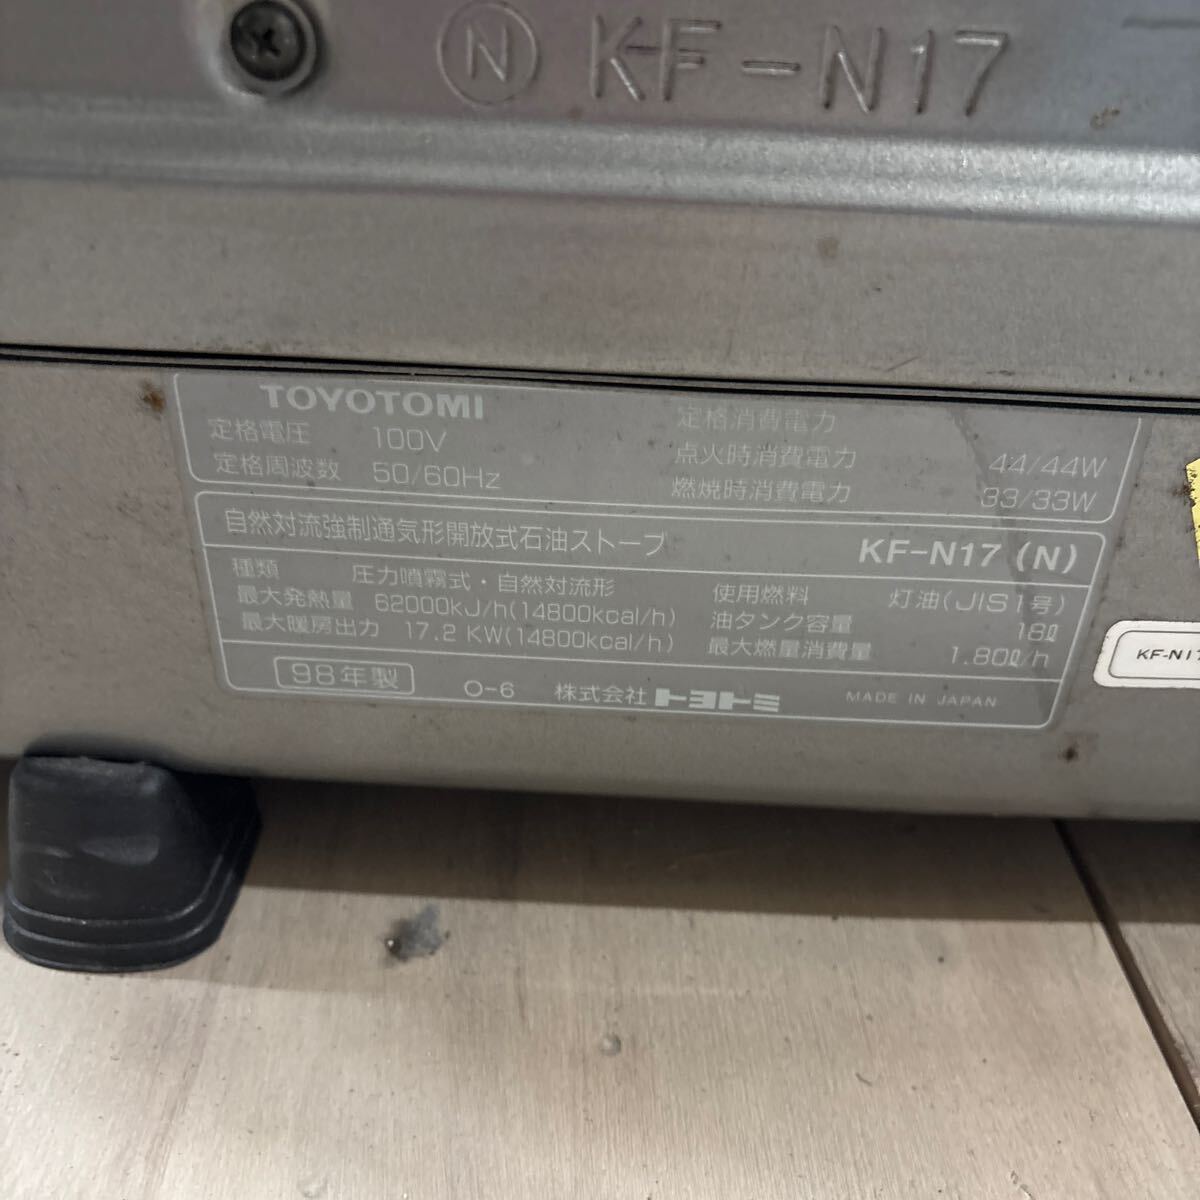 Ⓝ KF-N17
TOYOTOMI
定格電圧 100V
定格周波数 50/60Hz
定格消費電力
点火時消費電力 44/44W
燃焼時消費電力 33/33W
自然対流強制通気形開放式石油ストーブ KF-N17 (N)
種類 圧力噴霧式・自然対流形
最大発熱量 62000kJ/h(14800kcal/h)
最大暖房出力 17.2 KW(14800kcal/h)
使用燃料 灯油(JIS1号)
油タンク容量 18ℓ
最大燃量消費量 1.80ℓ/h
98年製 O-6 株式会社 トヨトミ MADE IN JAPAN
KF-N17